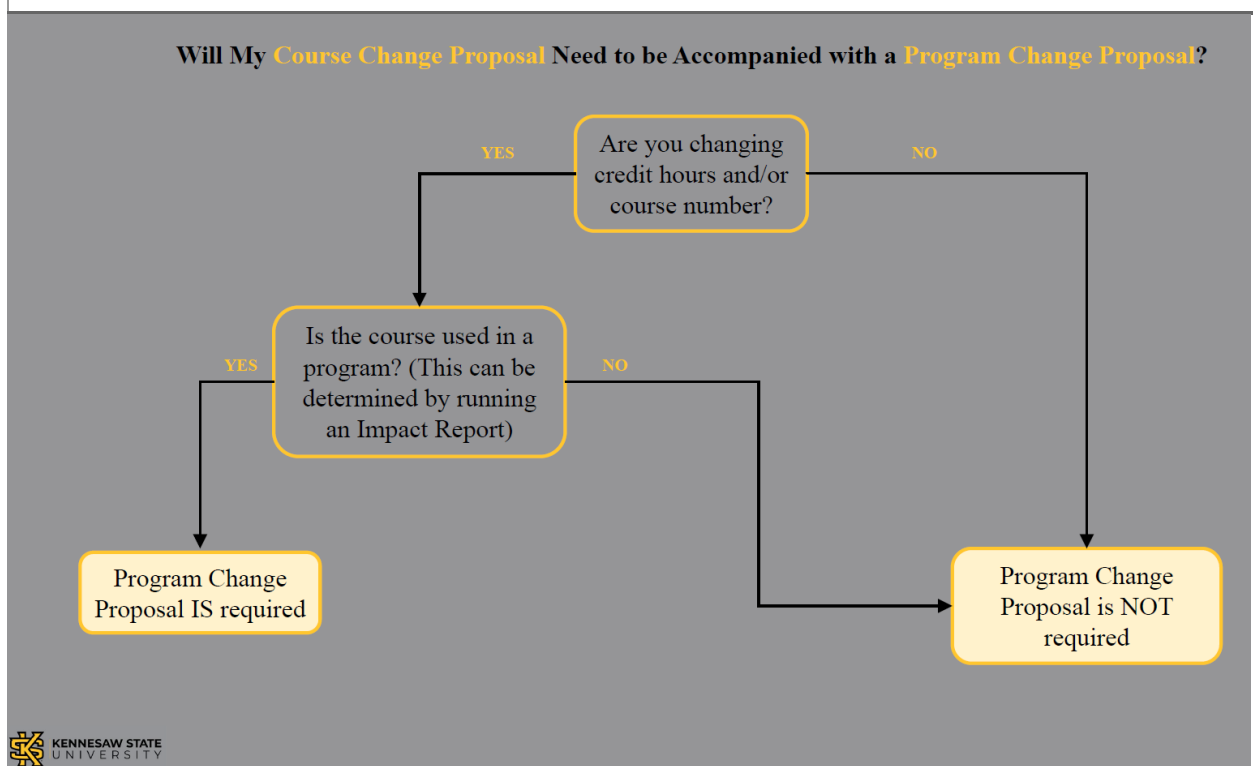 Will My Course Change Proposal Need to be Accompanied with a Program Change Proposal?
Are you changing
credit hours and/or
course number?
YES
NO
Is the course used in a
program? (This can be
determined by running
an Impact Report)
YES
NO
Program Change
Proposal IS required
Program Change
Proposal is NOT
required
KS
KENNESAW STATE
UNIVERSITY